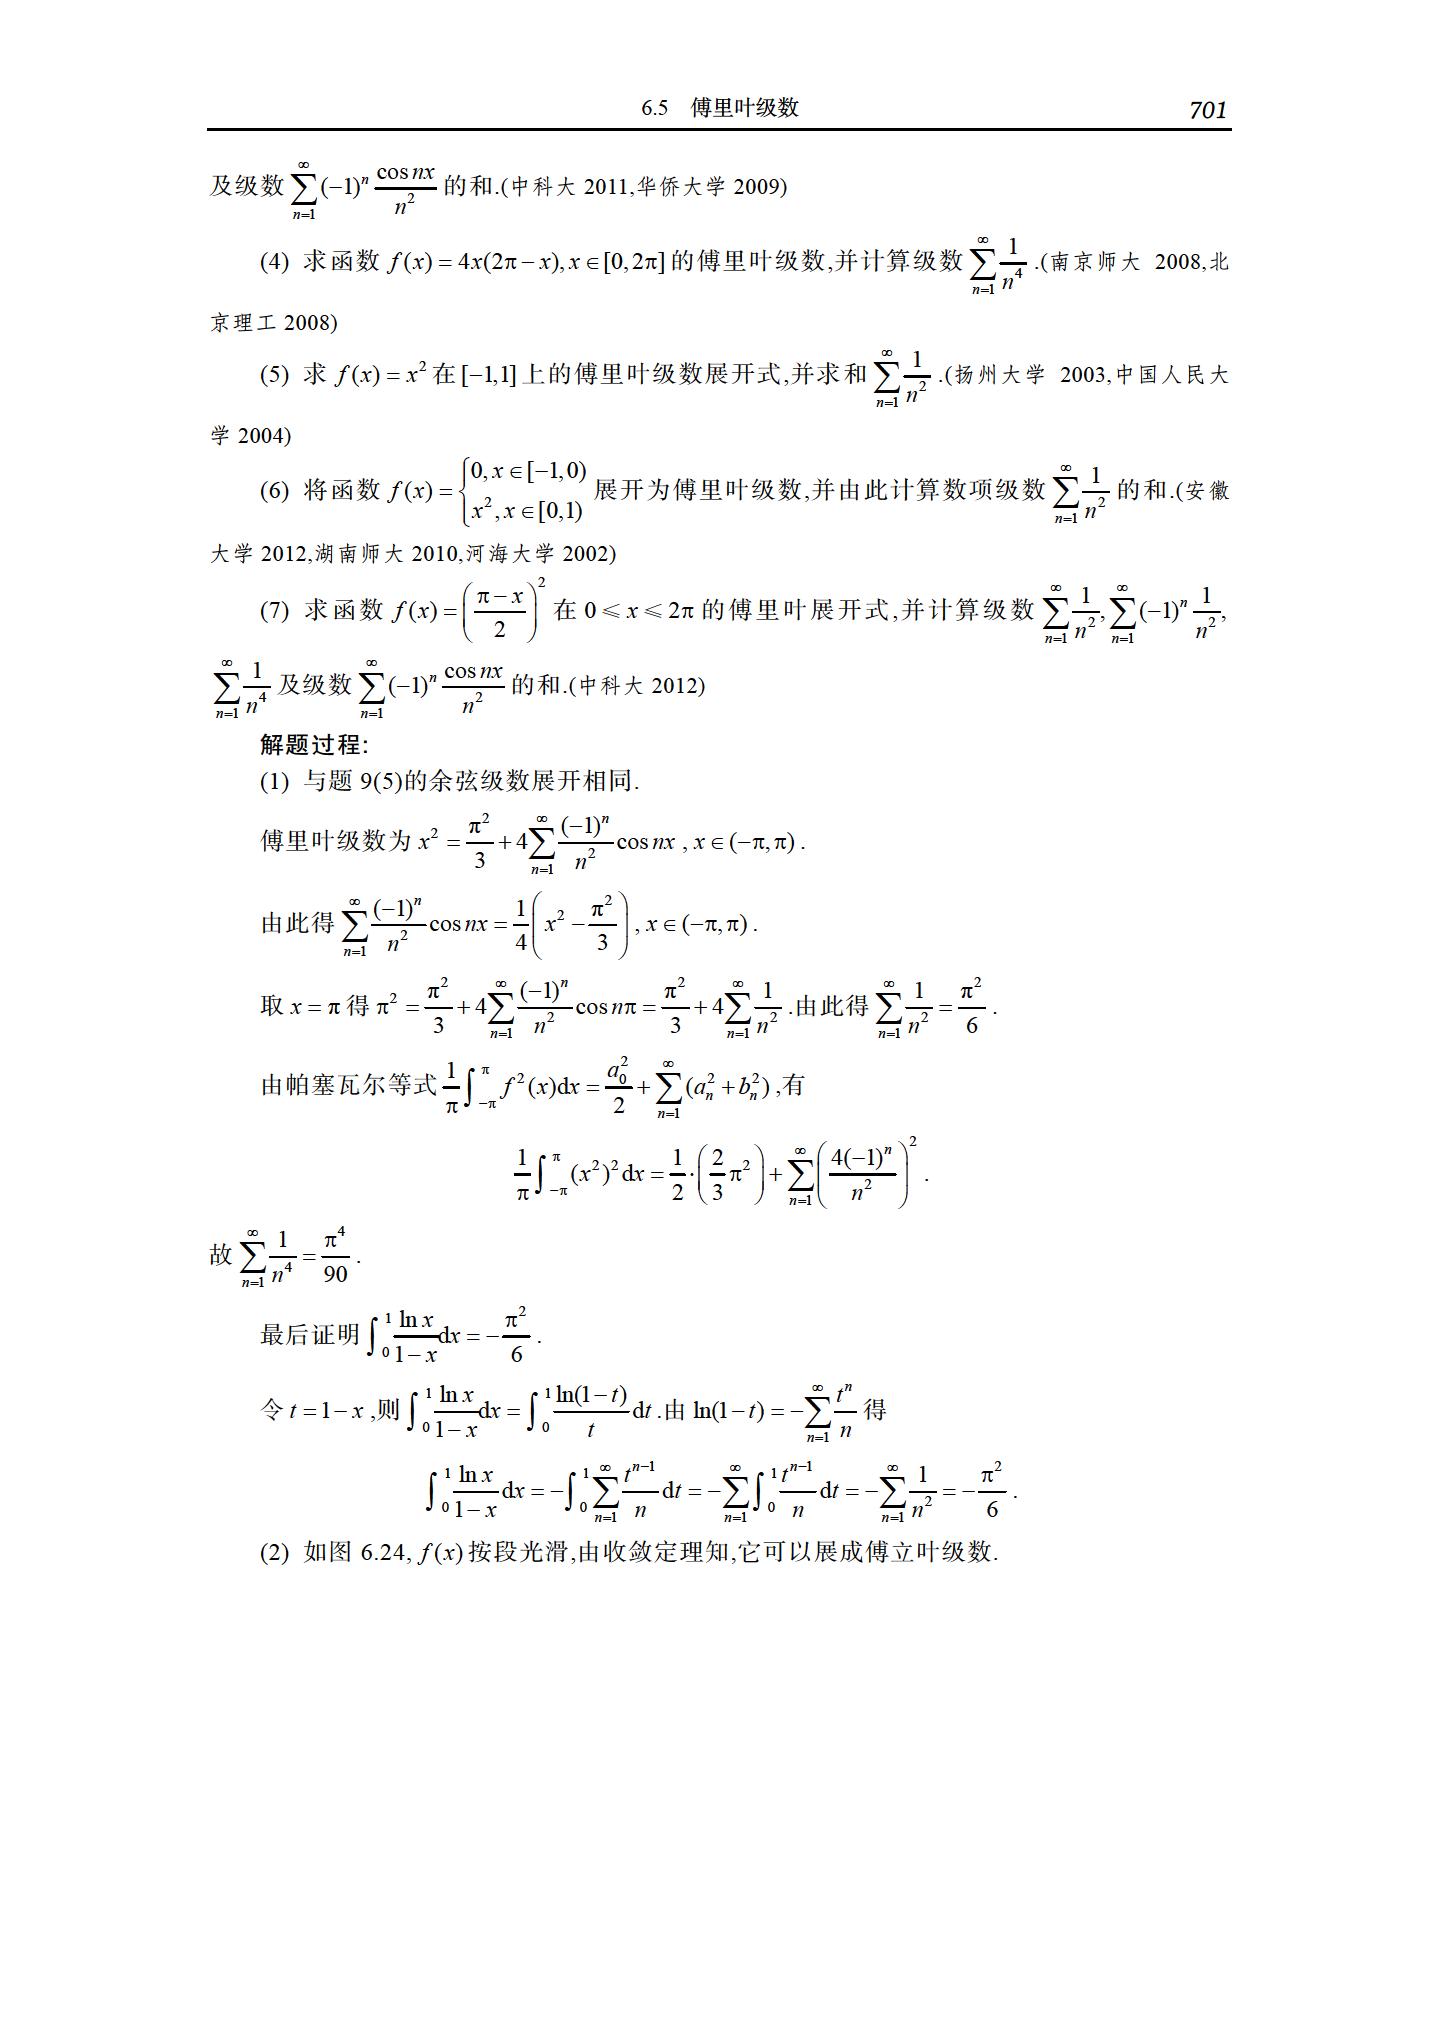 6.5 傅里叶级数 701
及级数 $\sum_{n=1}^{\infty}(-1)^n\frac{\cos nx}{n^2}$ 的和.(中科大 2011,华侨大学 2009)
(4) 求函数 $f(x)=4x(2\pi-x),x\in[0,2\pi]$ 的傅里叶级数,并计算级数 $\sum_{n=1}^{\infty}\frac{1}{n^4}$.(南京师大 2008,北
京理工 2008)
(5) 求 $f(x)=x^2$ 在 $[-1,1]$ 上的傅里叶级数展开式,并求和 $\sum_{n=1}^{\infty}\frac{1}{n^2}$.(扬州大学 2003,中国人民大
学 2004)
(6) 将函数 $f(x)=\begin{cases}0,x\in[-1,0)\\x^2,x\in[0,1)\end{cases}$ 展开为傅里叶级数,并由此计算数项级数 $\sum_{n=1}^{\infty}\frac{1}{n^2}$ 的和.(安徽
大学 2012,湖南师大 2010,河海大学 2002)
(7) 求函数 $f(x)=\left(\frac{\pi-x}{2}\right)^2$ 在 $0\leqslant x\leqslant 2\pi$ 的傅里叶展开式,并计算级数 $\sum_{n=1}^{\infty}\frac{1}{n^2},\sum_{n=1}^{\infty}(-1)^n\frac{1}{n^2},$
$\sum_{n=1}^{\infty}\frac{1}{n^4}$ 及级数 $\sum_{n=1}^{\infty}(-1)^n\frac{\cos nx}{n^2}$ 的和.(中科大 2012)
解题过程:
(1) 与题 9(5)的余弦级数展开相同.
傅里叶级数为 $x^2=\frac{\pi^2}{3}+4\sum_{n=1}^{\infty}\frac{(-1)^n}{n^2}\cos nx,x\in(-\pi,\pi)$.
由此得 $\sum_{n=1}^{\infty}\frac{(-1)^n}{n^2}\cos nx=\frac{1}{4}\left(x^2-\frac{\pi^2}{3}\right),x\in(-\pi,\pi)$.
取 $x=\pi$ 得 $\pi^2=\frac{\pi^2}{3}+4\sum_{n=1}^{\infty}\frac{(-1)^n}{n^2}\cos n\pi=\frac{\pi^2}{3}+4\sum_{n=1}^{\infty}\frac{1}{n^2}$.由此得 $\sum_{n=1}^{\infty}\frac{1}{n^2}=\frac{\pi^2}{6}$.
由帕塞瓦尔等式 $\frac{1}{\pi}\int_{-\pi}^{\pi}f^2(x)\mathrm{d}x=\frac{a_0^2}{2}+\sum_{n=1}^{\infty}(a_n^2+b_n^2)$,有
$\frac{1}{\pi}\int_{-\pi}^{\pi}(x^2)^2\mathrm{d}x=\frac{1}{2}\cdot\left(\frac{2}{3}\pi^2\right)+\sum_{n=1}^{\infty}\left(\frac{4(-1)^n}{n^2}\right)^2$.
故 $\sum_{n=1}^{\infty}\frac{1}{n^4}=\frac{\pi^4}{90}$.
最后证明 $\int_0^1\frac{\ln x}{1-x}\mathrm{d}x=-\frac{\pi^2}{6}$.
令 $t=1-x$,则 $\int_0^1\frac{\ln x}{1-x}\mathrm{d}x=\int_0^1\frac{\ln(1-t)}{t}\mathrm{d}t$.由 $\ln(1-t)=-\sum_{n=1}^{\infty}\frac{t^n}{n}$ 得
$\int_0^1\frac{\ln x}{1-x}\mathrm{d}x=-\int_0^1\sum_{n=1}^{\infty}\frac{t^{n-1}}{n}\mathrm{d}t=-\sum_{n=1}^{\infty}\int_0^1\frac{t^{n-1}}{n}\mathrm{d}t=-\sum_{n=1}^{\infty}\frac{1}{n^2}=-\frac{\pi^2}{6}$.
(2) 如图 6.24, $f(x)$ 按段光滑,由收敛定理知,它可以展成傅立叶级数.